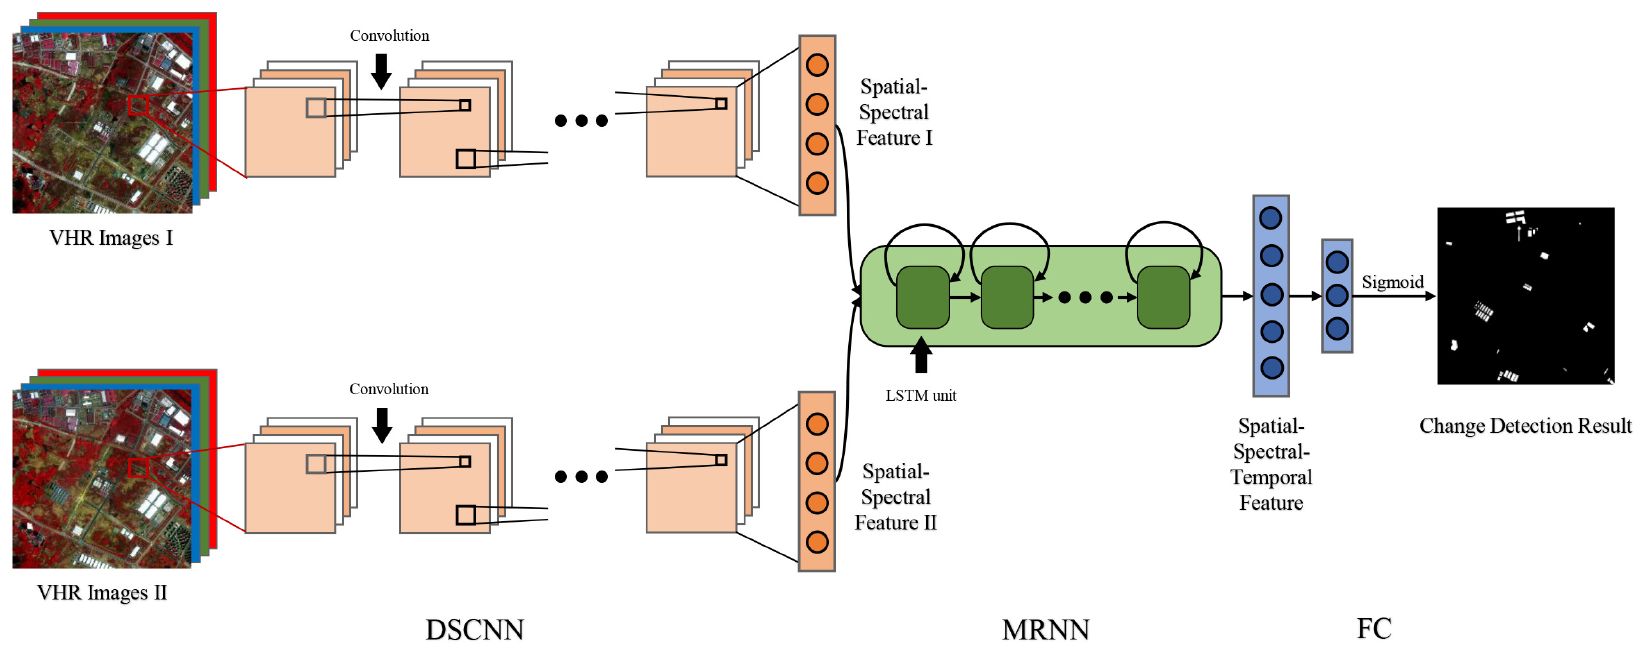 Convolution
VHR Images I
Spatial-
Spectral
Feature I
LSTM unit
Sigmoid
Convolution
VHR Images II
Spatial-
Spectral
Feature II
Spatial-
Spectral-
Temporal
Feature
Change Detection Result
DSCNN
MRNN
FC